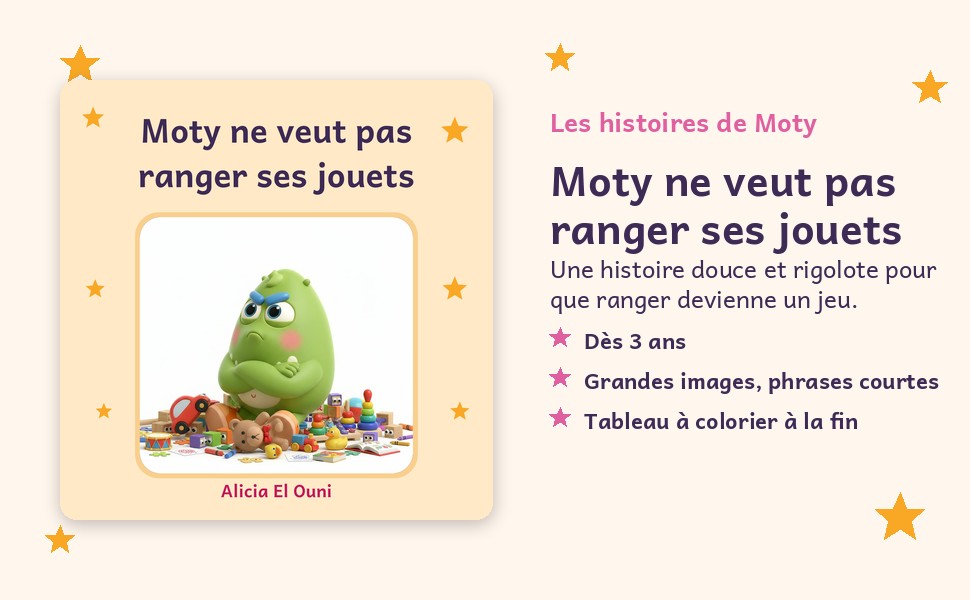 Moty ne veut pas
ranger ses jouets
Alicia El Ouni
Les histoires de Moty
Moty ne veut pas
ranger ses jouets
Une histoire douce et rigolote pour
que ranger devienne un jeu.
Dès 3 ans
Grandes images, phrases courtes
Tableau à colorier à la fin